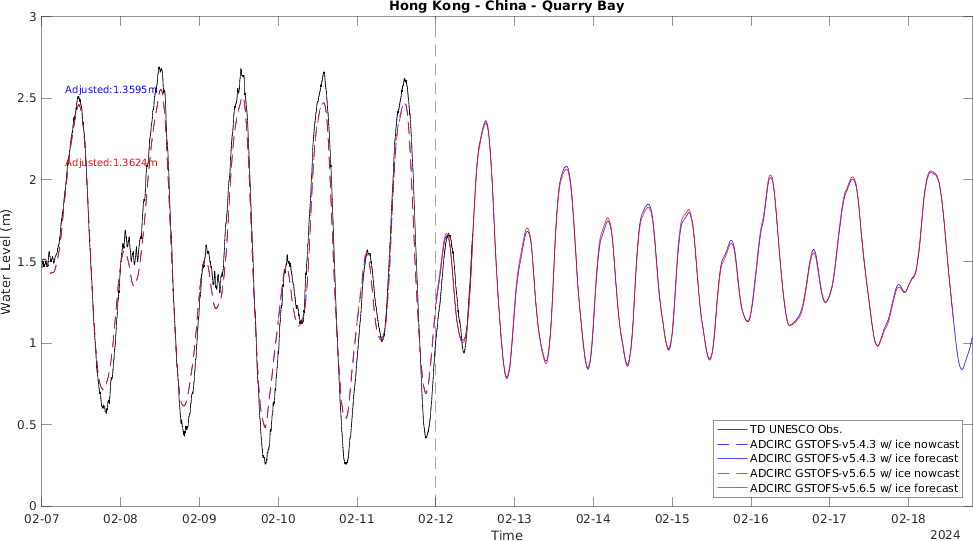 Hong Kong - China - Quarry Bay
3
2.5
2
1.5
1
0.5
0
Water Level (m)
Adjusted:1.3595m
Adjusted:1.3624m
TD UNESCO Obs.
ADCIRC GSTOFS-v5.4.3 w/ ice nowcast
ADCIRC GSTOFS-v5.4.3 w/ ice forecast
ADCIRC GSTOFS-v5.6.5 w/ ice nowcast
ADCIRC GSTOFS-v5.6.5 w/ ice forecast
02-07 02-08 02-09 02-10 02-11 02-12 02-13 02-14 02-15 02-16 02-17 02-18
Time
2024